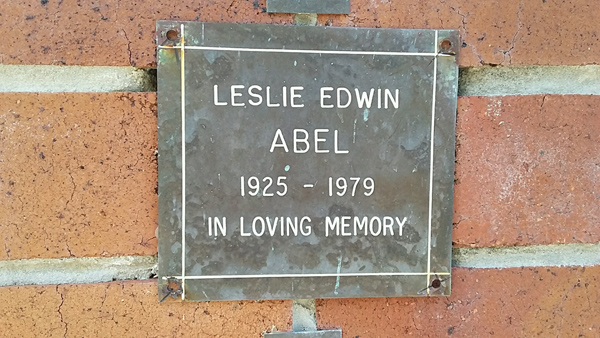 LESLIE EDWIN
ABEL
1925 - 1979
IN LOVING MEMORY